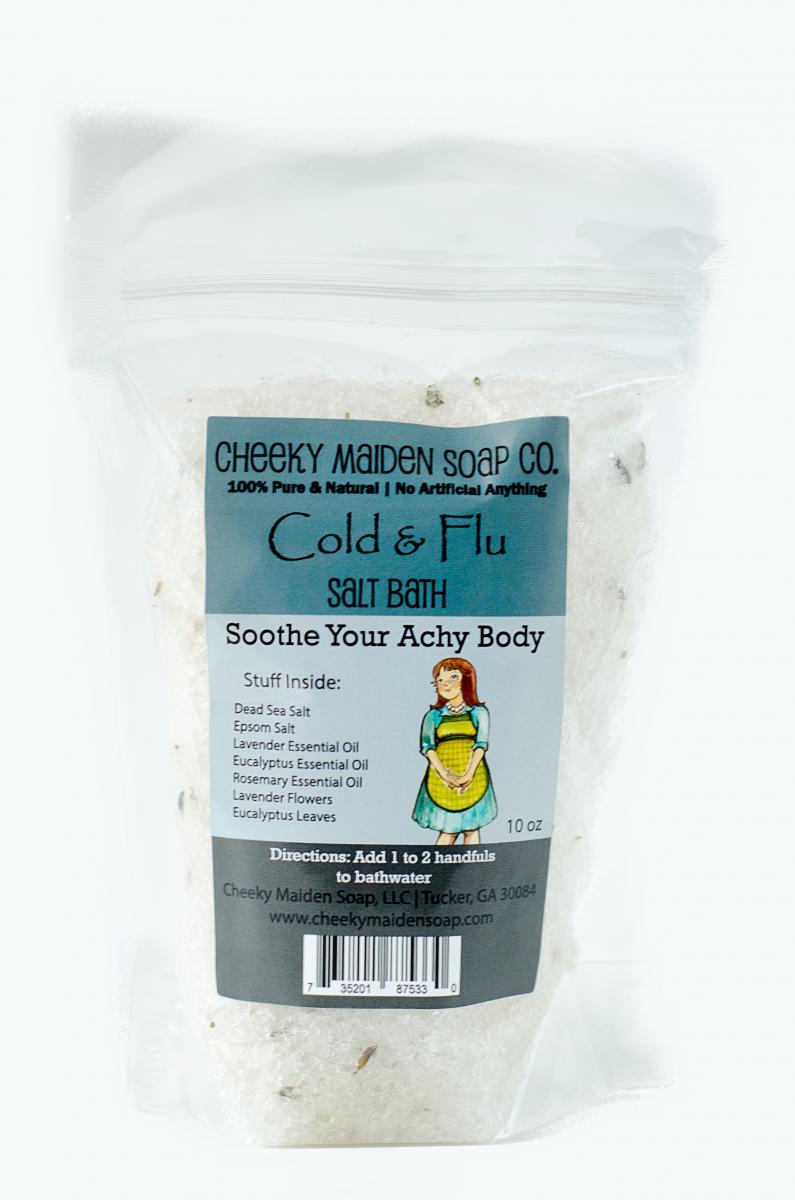 CHEEKY MAIDEN SOAP CO.
100% Pure & Natural | No Artificial Anything
Cold & Flu
SALT BATH
Soothe Your Achy Body
Stuff Inside:
Dead Sea Salt
Epsom Salt
Lavender Essential Oil
Eucalyptus Essential Oil
Rosemary Essential Oil
Lavender Flowers
Eucalyptus Leaves
10 oz
Directions: Add 1 to 2 handfuls
to bathwater
Cheeky Maiden Soap, LLC | Tucker, GA 30084
www.cheekymaidensoap.com
7 35201 87533 0